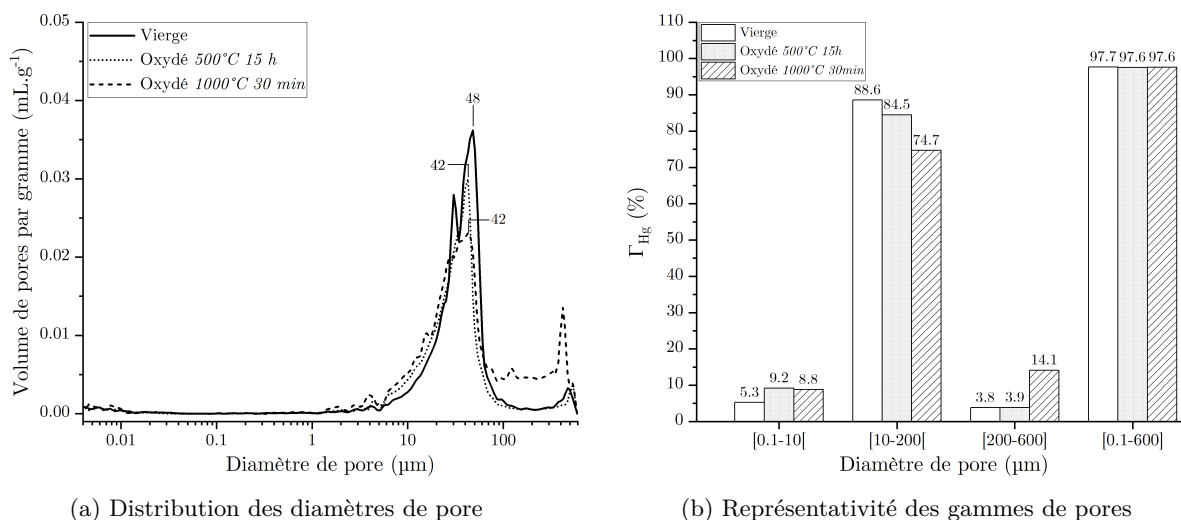 0.05
0.04
0.03
0.02
0.01
0.00
Volume de pores par gramme (mL.g⁻¹)
Vierge
Oxydé 500°C 15 h
Oxydé 1000°C 30 min
48
42
42
0.01
0.1
1
10
100
Diamètre de pore (µm)
(a) Distribution des diamètres de pore
110
100
90
80
70
60
50
40
30
20
10
0
Γ_Hg (%)
Vierge
Oxydé 500°C 15h
Oxydé 1000°C 30min
5.3 9.2 8.8
88.6 84.5 74.7
3.8 3.9 14.1
97.7 97.6 97.6
[0.1-10[ [10-200[ [200-600] [0.1-600]
Diamètre de pore (µm)
(b) Représentativité des gammes de pores